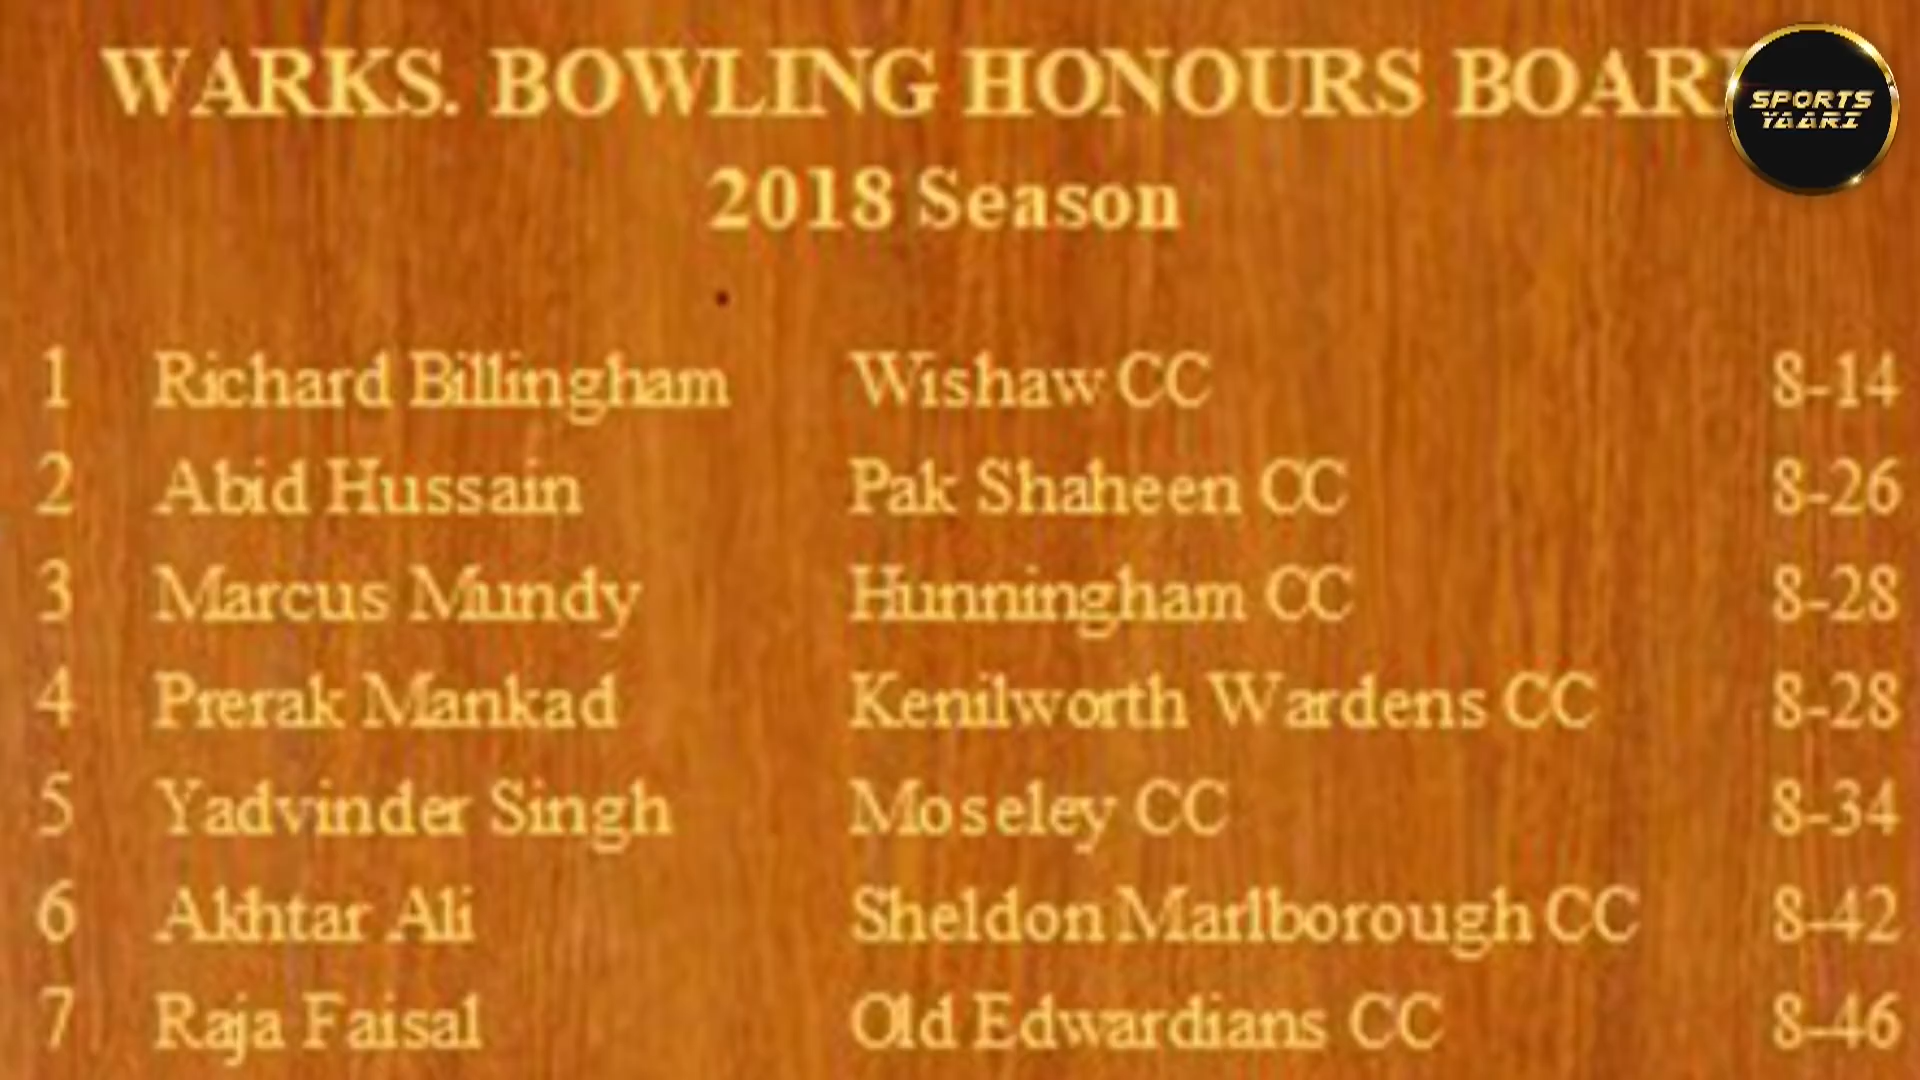 WARKS. BOWLING HONOURS BOAR
SPORTS
YAARI
2018 Season
1 Richard Billingham Wishaw CC 8-14
2 Abid Hussain Pak Shaheen CC 8-26
3 Marcus Mundy Hunningham CC 8-28
4 Prerak Mankad Kenilworth Wardens CC 8-28
5 Yadvinder Singh Moseley CC 8-34
6 Akhtar Ali Sheldon Marlborough CC 8-42
7 Raja Faisal Old Edwardians CC 8-46